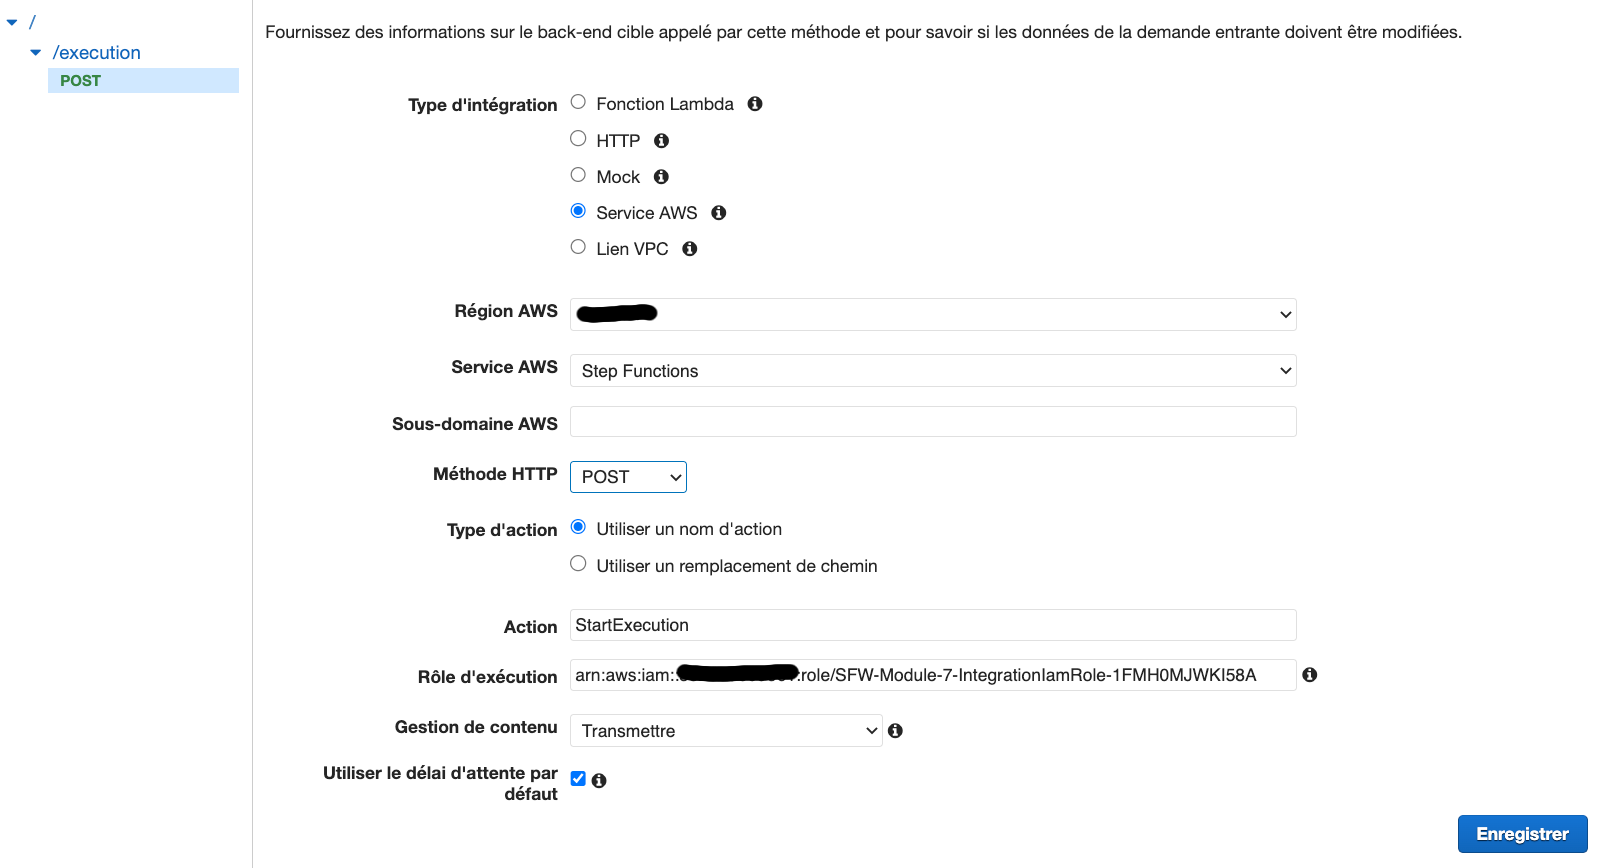 /
/execution
POST
Fournissez des informations sur le back-end cible appelé par cette méthode et pour savoir si les données de la demande entrante doivent être modifiées.
Type d'intégration
Fonction Lambda
HTTP
Mock
Service AWS
Lien VPC
Région AWS
Service AWS
Step Functions
Sous-domaine AWS
Méthode HTTP
POST
Type d'action
Utiliser un nom d'action
Utiliser un remplacement de chemin
Action
StartExecution
Rôle d'exécution
arn:aws:iam:: :role/SFW-Module-7-IntegrationIamRole-1FMH0MJWKI58A
Gestion de contenu
Transmettre
Utiliser le délai d'attente par
défaut
Enregistrer